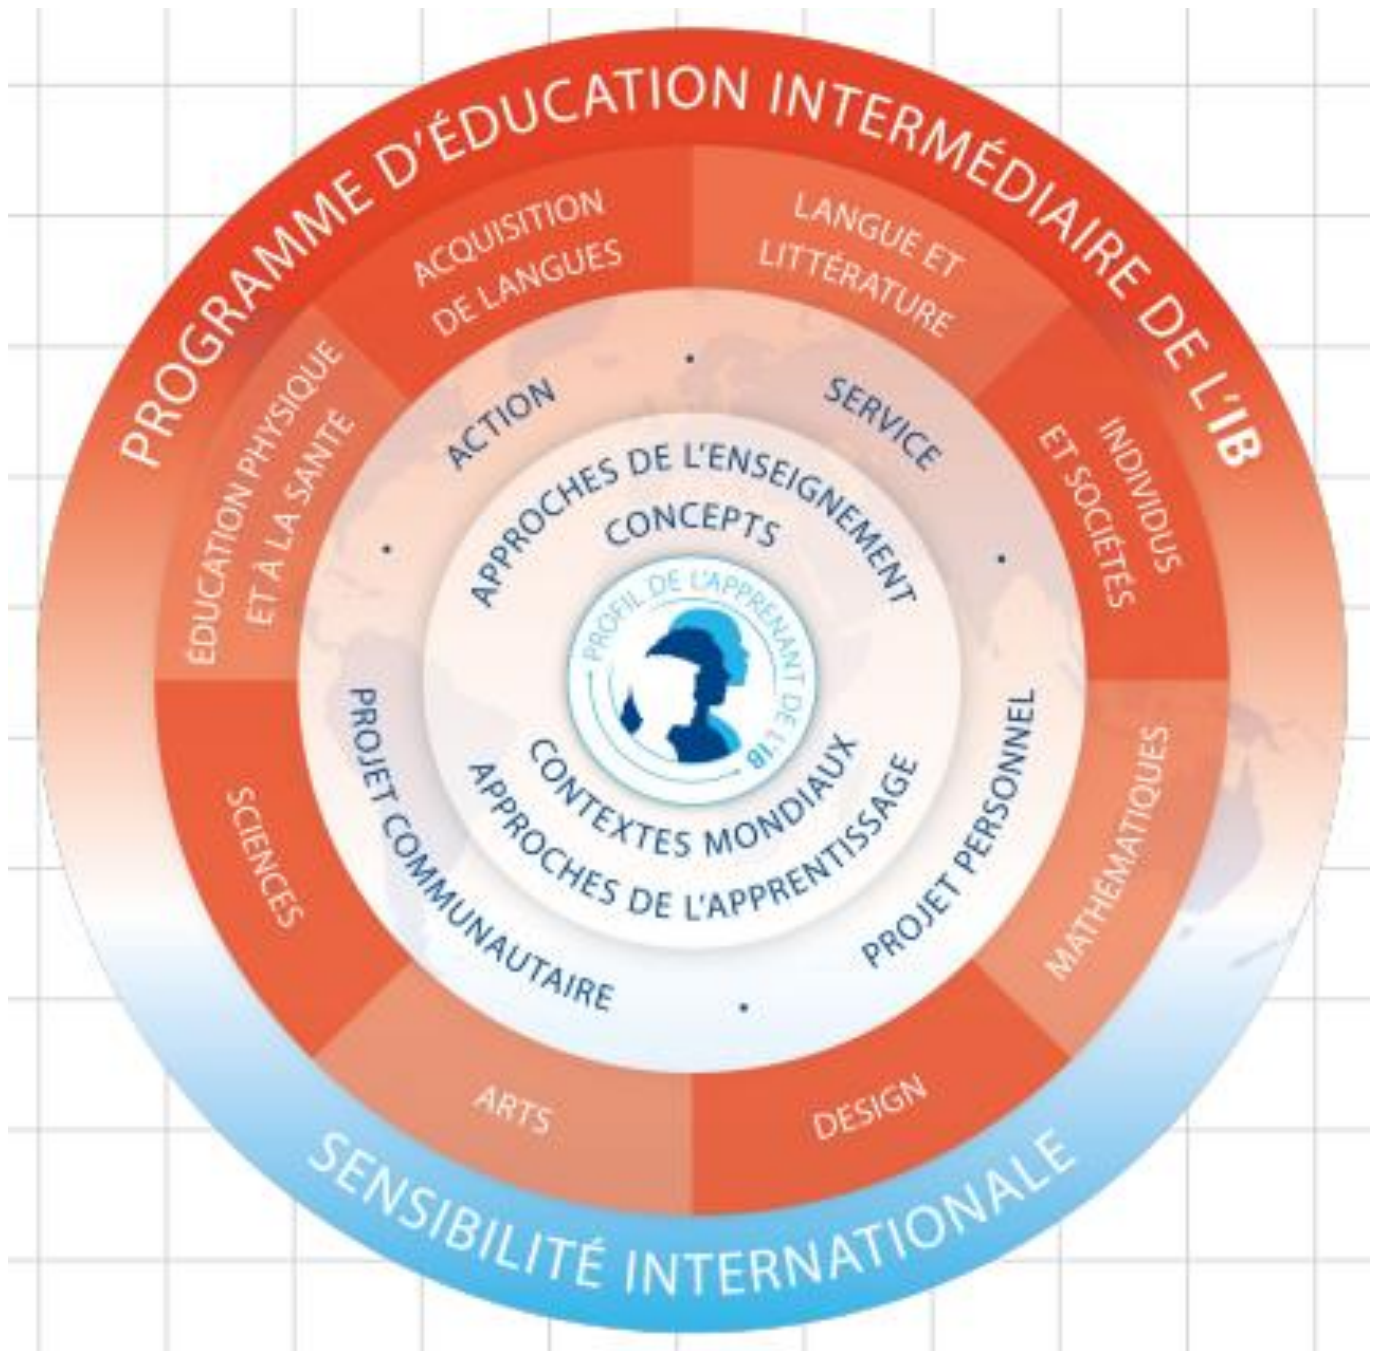 PROGRAMME D'ÉDUCATION INTERMÉDIAIRE DE L'IB
ACQUISITION
DE LANGUES
LANGUE ET
LITTÉRATURE
INDIVIDUS
ET SOCIÉTÉS
MATHÉMATIQUES
DESIGN
ARTS
SCIENCES
ÉDUCATION PHYSIQUE
ET À LA SANTÉ
ACTION
SERVICE
PROJET PERSONNEL
PROJET COMMUNAUTAIRE
APPROCHES DE L'ENSEIGNEMENT
CONCEPTS
PROFIL DE L'APPRENANT DE L'IB
CONTEXTES MONDIAUX
APPROCHES DE L'APPRENTISSAGE
SENSIBILITÉ INTERNATIONALE